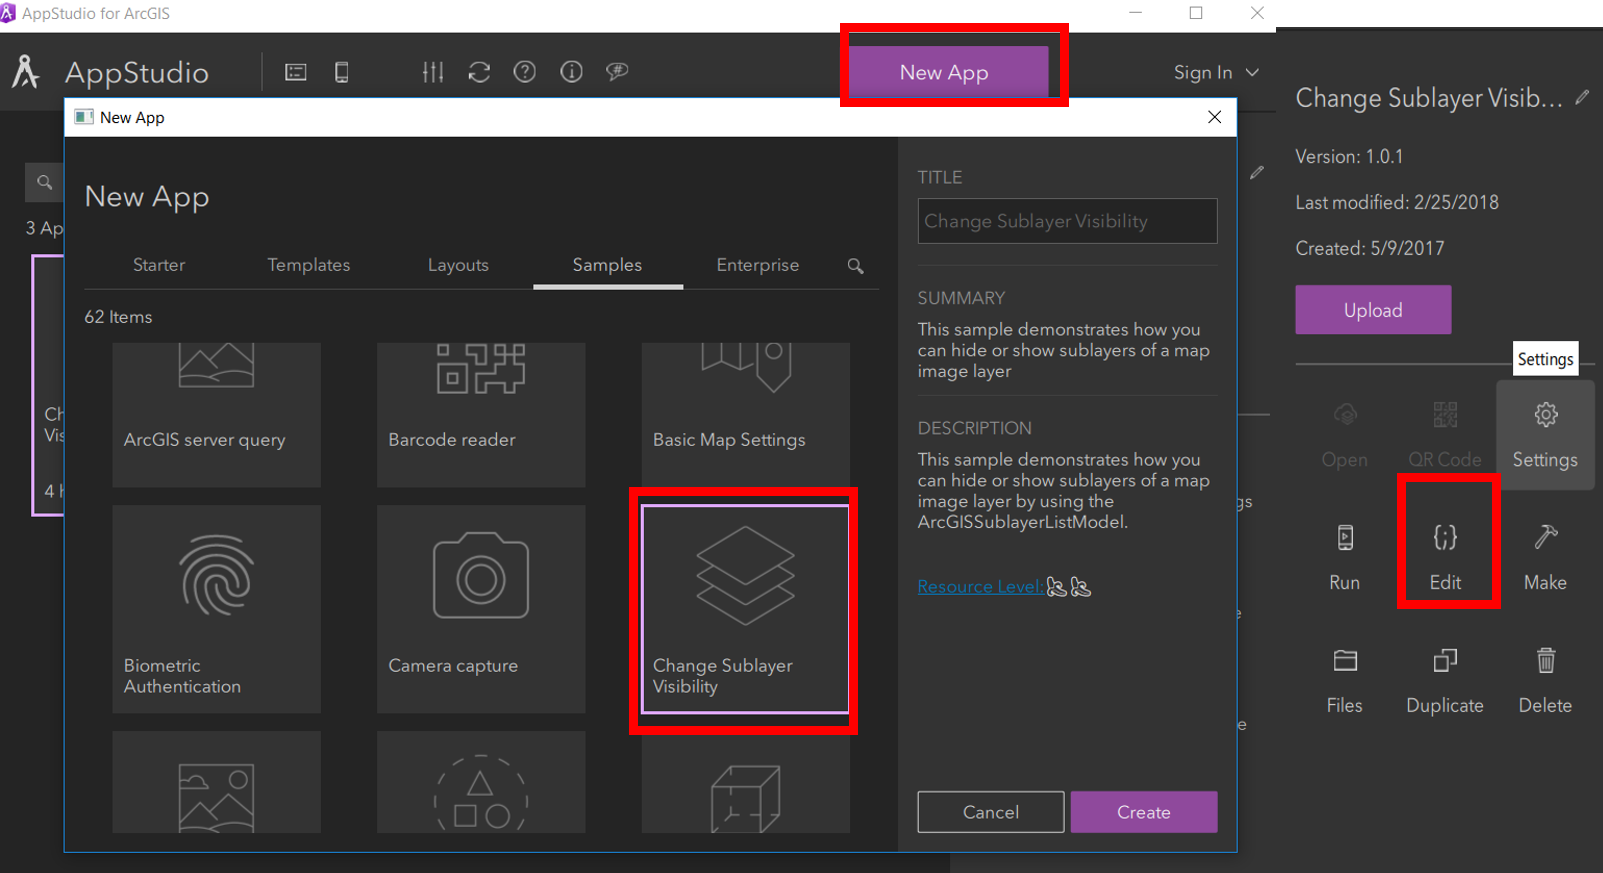 AppStudio for ArcGIS
AppStudio
New App
Sign In
New App
New App
3 Ap
Ch
Vis
4 h
Starter
Templates
Layouts
Samples
Enterprise
62 Items
ArcGIS server query
Barcode reader
Basic Map Settings
Biometric
Authentication
Camera capture
Change Sublayer
Visibility
TITLE
Change Sublayer Visibility
SUMMARY
This sample demonstrates how you
can hide or show sublayers of a map
image layer
DESCRIPTION
This sample demonstrates how you
can hide or show sublayers of a map
image layer by using the
ArcGISSublayerListModel.
Resource Level:
Cancel
Create
gs
e
e
Change Sublayer Visib...
Version: 1.0.1
Last modified: 2/25/2018
Created: 5/9/2017
Upload
Settings
Open
QR Code
Settings
Run
Edit
Make
Files
Duplicate
Delete